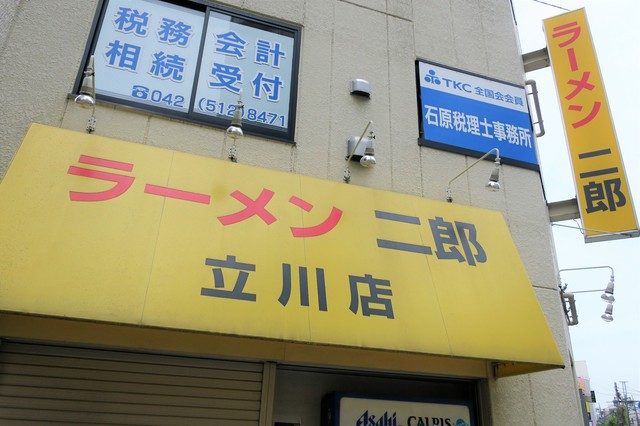 税務 会計
相続 受付
☎042(512)8471
TKC 全国会会員
石原税理士事務所
ラーメン 二郎
ラーメン 二郎
立川店
Asahi CALPIS